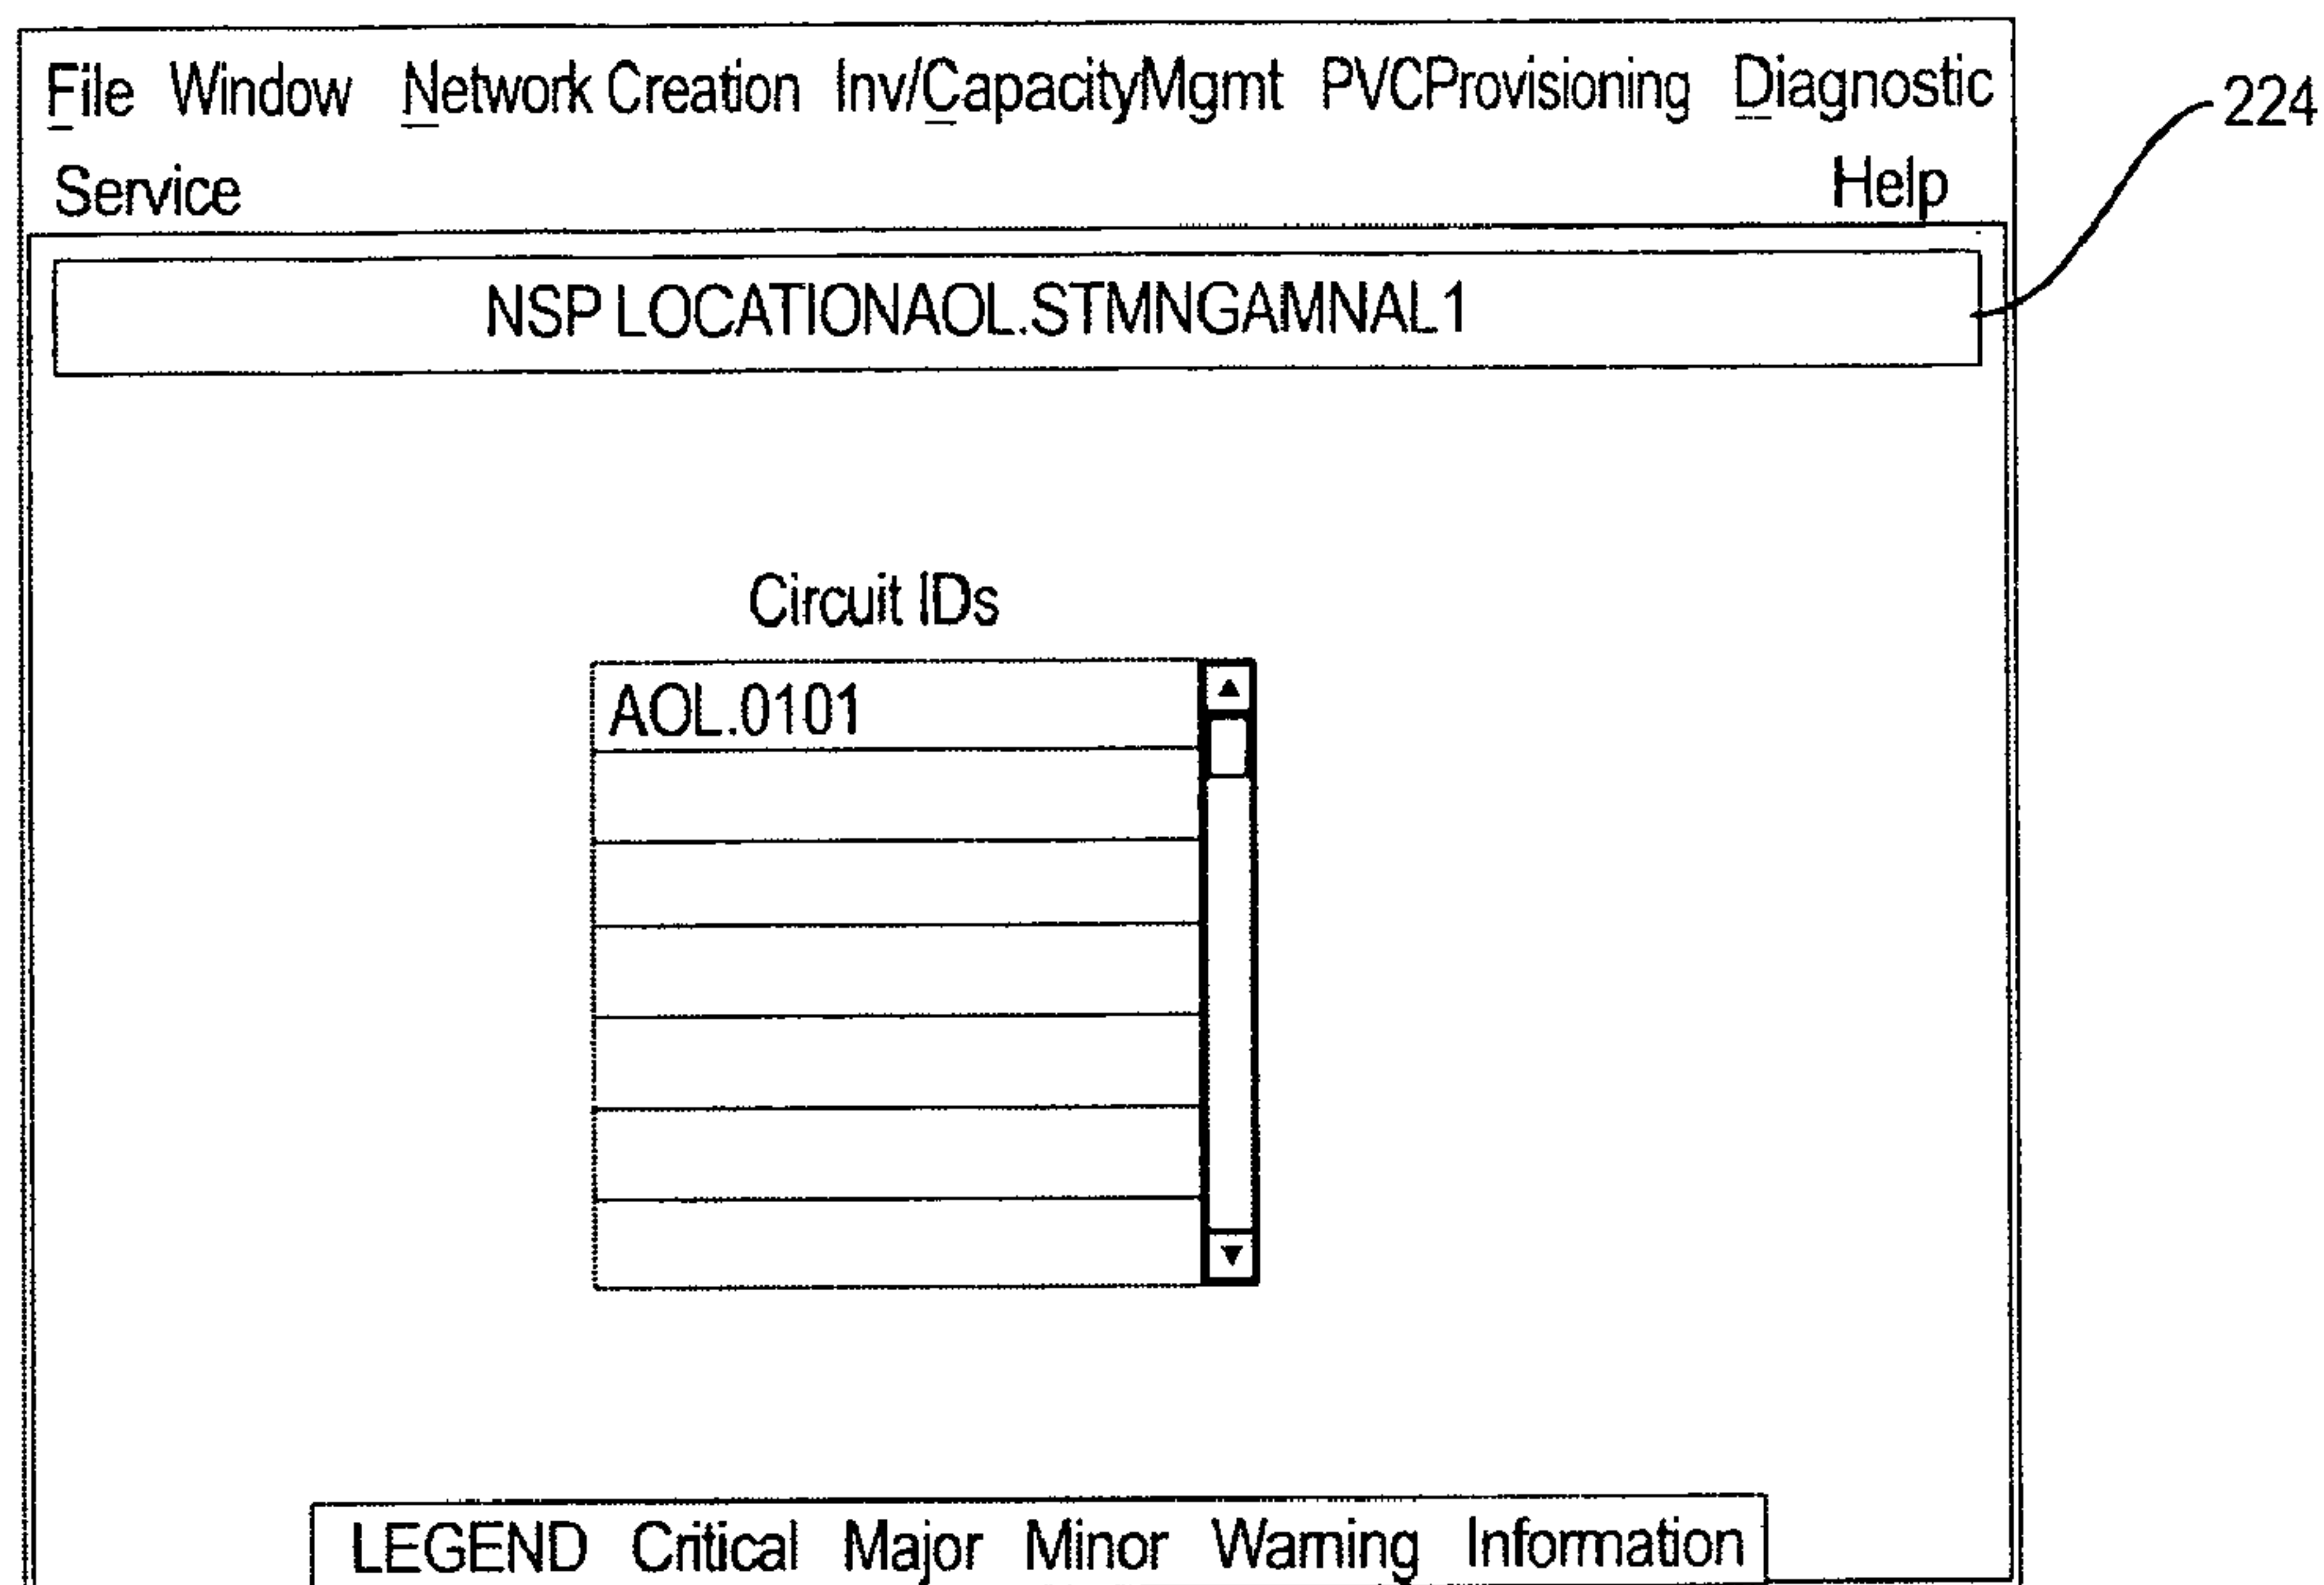 File Window Network Creation Inv/CapacityMgmt PVCProvisioning Diagnostic
224
Service Help
NSP LOCATIONAOL.STMNGAMNAL1
Circuit IDs
AOL.0101
LEGEND Critical Major Minor Warning Information